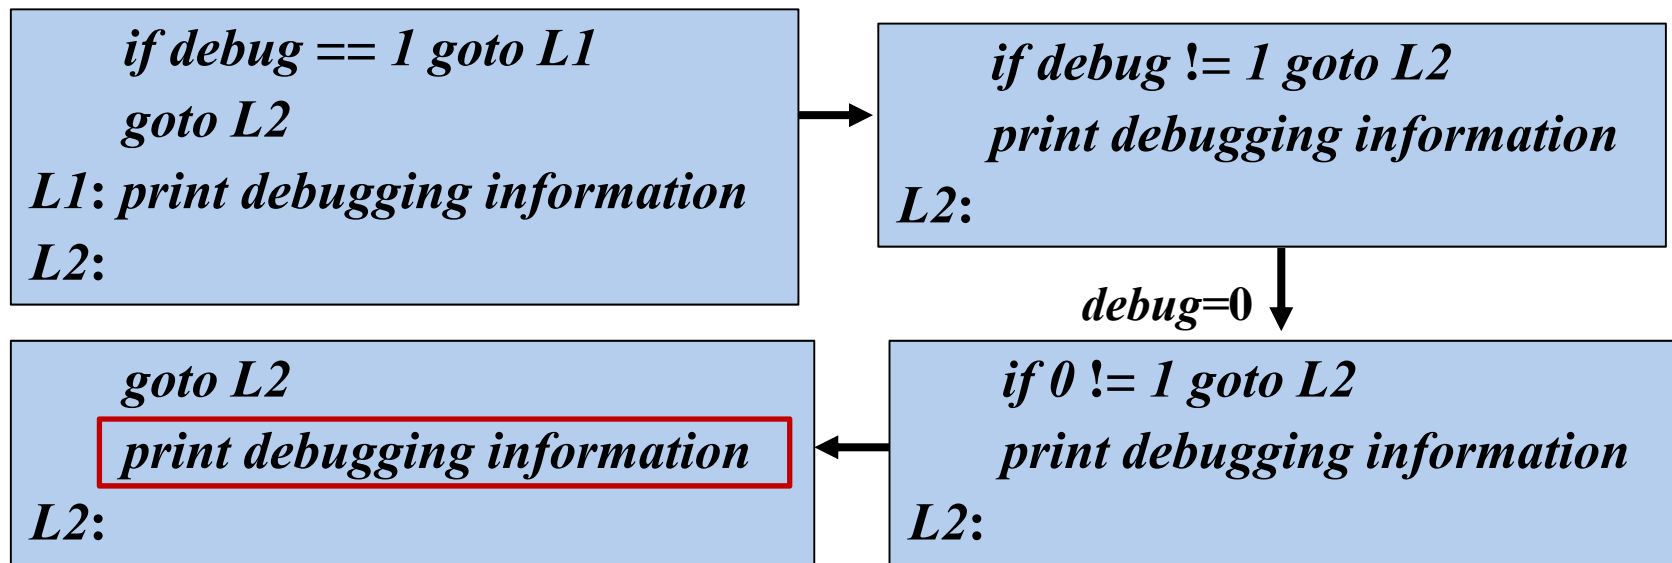 if debug == 1 goto L1
goto L2
L1: print debugging information
L2:
if debug != 1 goto L2
print debugging information
L2:
debug=0
if 0 != 1 goto L2
print debugging information
L2:
goto L2
print debugging information
L2: